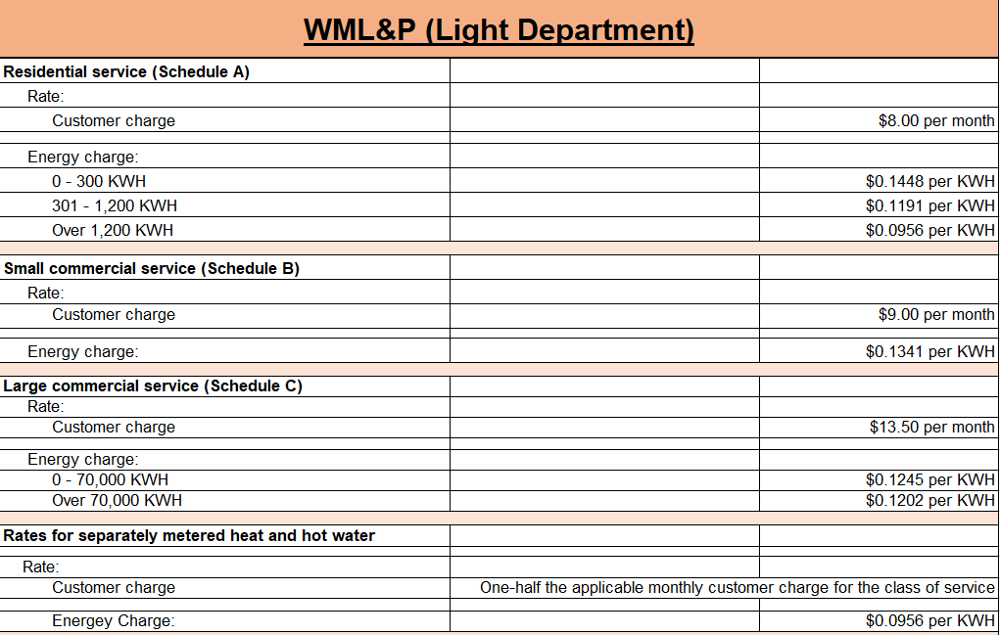 WML&P (Light Department)
Residential service (Schedule A)
Rate:
Customer charge $8.00 per month
Energy charge:
0 - 300 KWH $0.1448 per KWH
301 - 1,200 KWH $0.1191 per KWH
Over 1,200 KWH $0.0956 per KWH
Small commercial service (Schedule B)
Rate:
Customer charge $9.00 per month
Energy charge: $0.1341 per KWH
Large commercial service (Schedule C)
Rate:
Customer charge $13.50 per month
Energy charge:
0 - 70,000 KWH $0.1245 per KWH
Over 70,000 KWH $0.1202 per KWH
Rates for separately metered heat and hot water
Rate:
Customer charge One-half the applicable monthly customer charge for the class of service
Energey Charge: $0.0956 per KWH